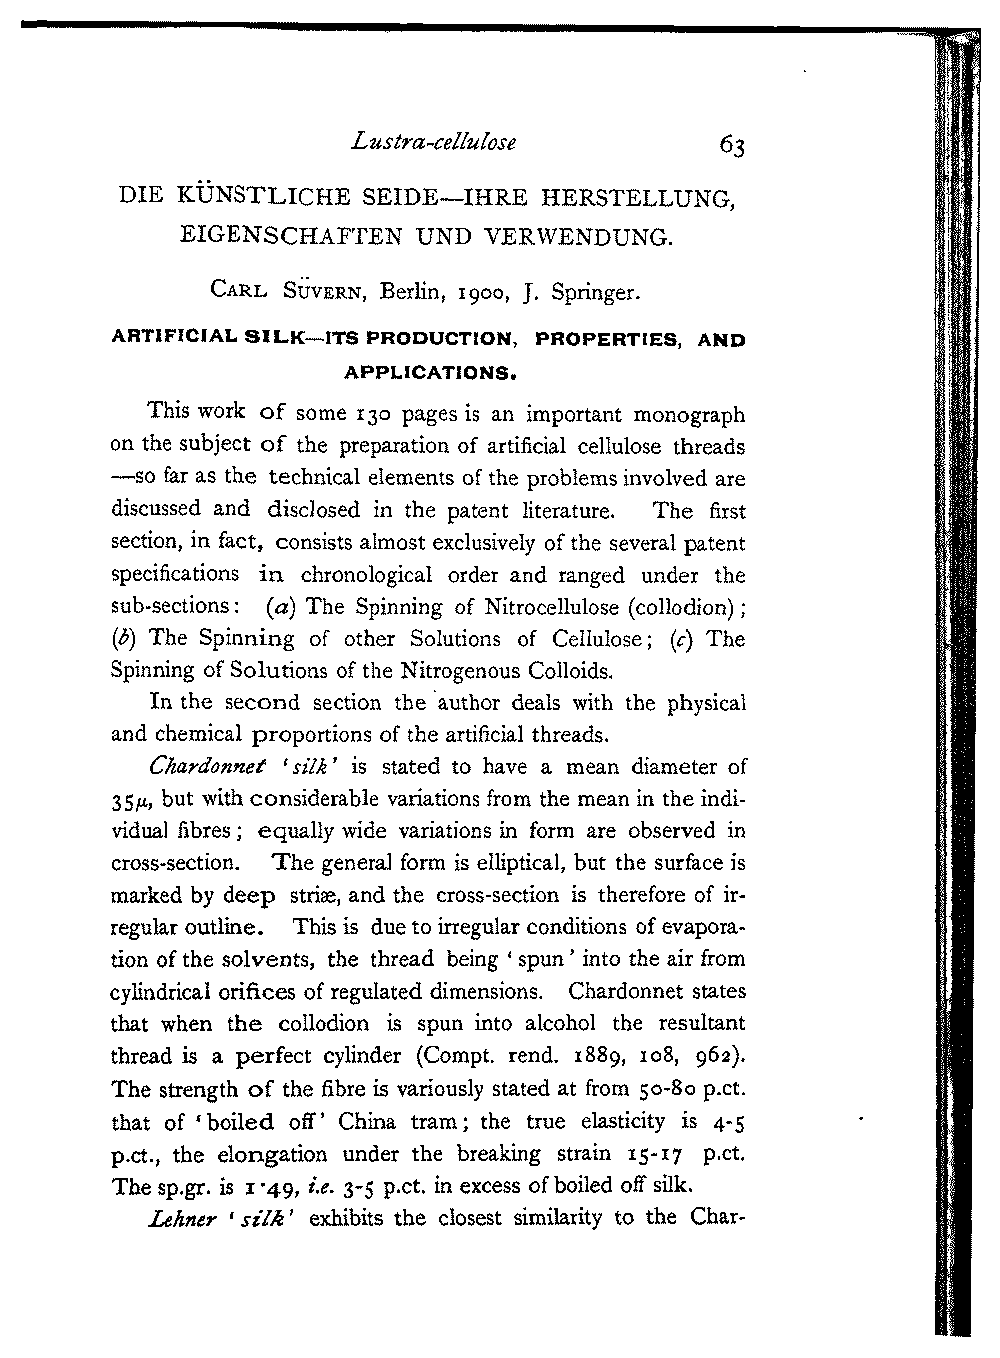 Lustra-cellulose 63
DIE KÜNSTLICHE SEIDE—IHRE HERSTELLUNG,
EIGENSCHAFTEN UND VERWENDUNG.
CARL SÜVERN, Berlin, 1900, J. Springer.
ARTIFICIAL SILK—ITS PRODUCTION, PROPERTIES, AND
APPLICATIONS.
This work of some 130 pages is an important monograph
on the subject of the preparation of artificial cellulose threads
—so far as the technical elements of the problems involved are
discussed and disclosed in the patent literature. The first
section, in fact, consists almost exclusively of the several patent
specifications in chronological order and ranged under the
sub-sections: (a) The Spinning of Nitrocellulose (collodion);
(b) The Spinning of other Solutions of Cellulose; (c) The
Spinning of Solutions of the Nitrogenous Colloids.
In the second section the author deals with the physical
and chemical proportions of the artificial threads.
Chardonnet 'silk' is stated to have a mean diameter of
35μ, but with considerable variations from the mean in the indi-
vidual fibres; equally wide variations in form are observed in
cross-section. The general form is elliptical, but the surface is
marked by deep striæ, and the cross-section is therefore of ir-
regular outline. This is due to irregular conditions of evapora-
tion of the solvents, the thread being 'spun' into the air from
cylindrical orifices of regulated dimensions. Chardonnet states
that when the collodion is spun into alcohol the resultant
thread is a perfect cylinder (Compt. rend. 1889, 108, 962).
The strength of the fibre is variously stated at from 50-80 p.ct.
that of 'boiled off' China tram; the true elasticity is 4-5
p.ct., the elongation under the breaking strain 15-17 p.ct.
The sp.gr. is 1·49, i.e. 3-5 p.ct. in excess of boiled off silk.
Lehner 'silk' exhibits the closest similarity to the Char-